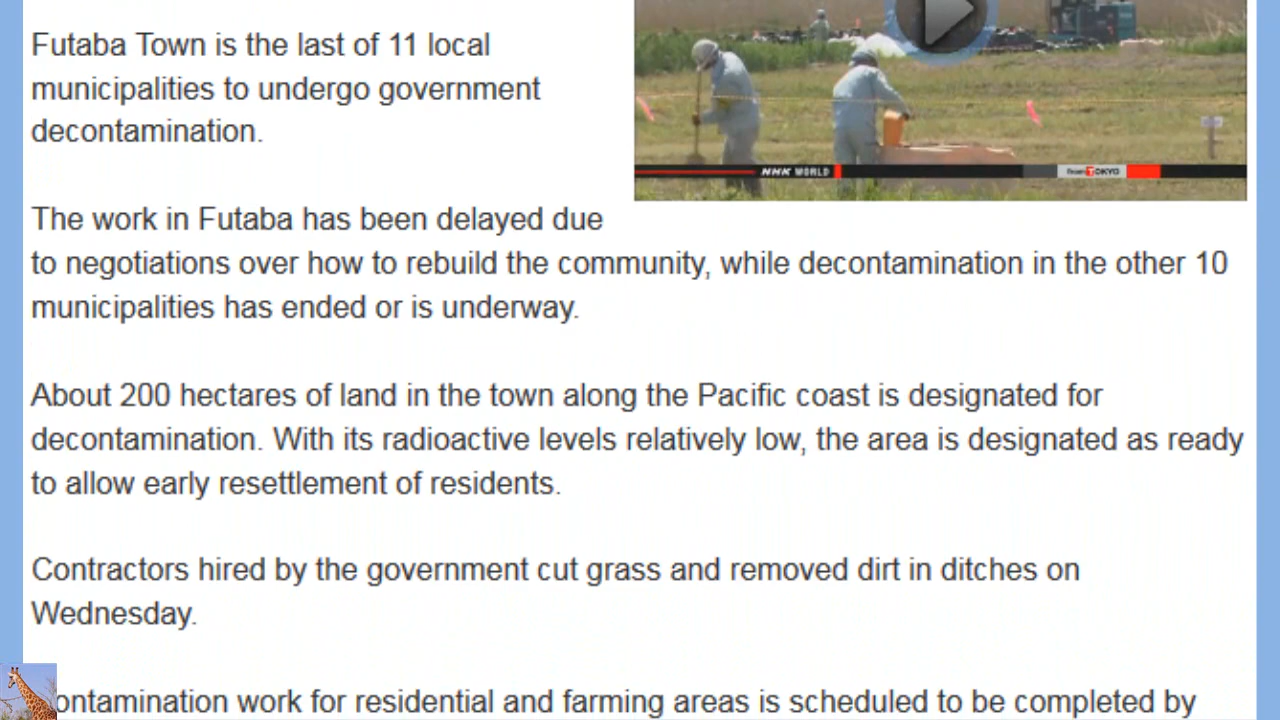 Futaba Town is the last of 11 local
municipalities to undergo government
decontamination.
NHK WORLD
from TOKYO
The work in Futaba has been delayed due
to negotiations over how to rebuild the community, while decontamination in the other 10
municipalities has ended or is underway.
About 200 hectares of land in the town along the Pacific coast is designated for
decontamination. With its radioactive levels relatively low, the area is designated as ready
to allow early resettlement of residents.
Contractors hired by the government cut grass and removed dirt in ditches on
Wednesday.
ontamination work for residential and farming areas is scheduled to be completed by